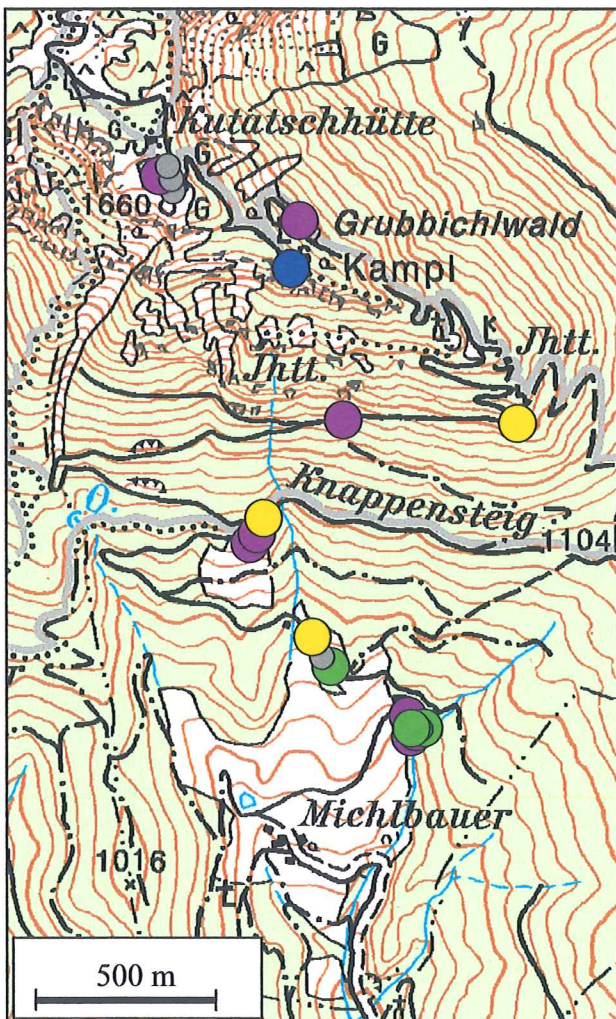 G
Kutatschhütte
G
G
1660
G
Grubbichlwald
Kampl
Jhtt.
Jhtt.
Q.
Knappensteig
1104
Michlbauer
1016
500 m